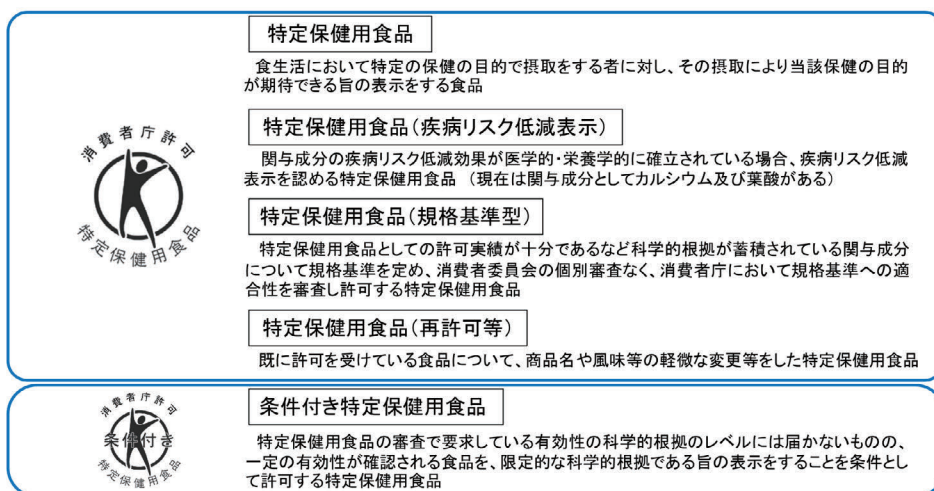 特定保健用食品
食生活において特定の保健の目的で摂取をする者に対し、その摂取により当該保健の目的
が期待できる旨の表示をする食品
特定保健用食品(疾病リスク低減表示)
関与成分の疾病リスク低減効果が医学的・栄養学的に確立されている場合、疾病リスク低減
表示を認める特定保健用食品 (現在は関与成分としてカルシウム及び葉酸がある)
消費者庁許可
特定保健用食品
特定保健用食品(規格基準型)
特定保健用食品としての許可実績が十分であるなど科学的根拠が蓄積されている関与成分
について規格基準を定め、消費者委員会の個別審査なく、消費者庁において規格基準への適
合性を審査し許可する特定保健用食品
特定保健用食品(再許可等)
既に許可を受けている食品について、商品名や風味等の軽微な変更等をした特定保健用食品
消費者庁許可
条件付き
特定保健用食品
条件付き特定保健用食品
特定保健用食品の審査で要求している有効性の科学的根拠のレベルには届かないものの、
一定の有効性が確認される食品を、限定的な科学的根拠である旨の表示をすることを条件とし
て許可する特定保健用食品